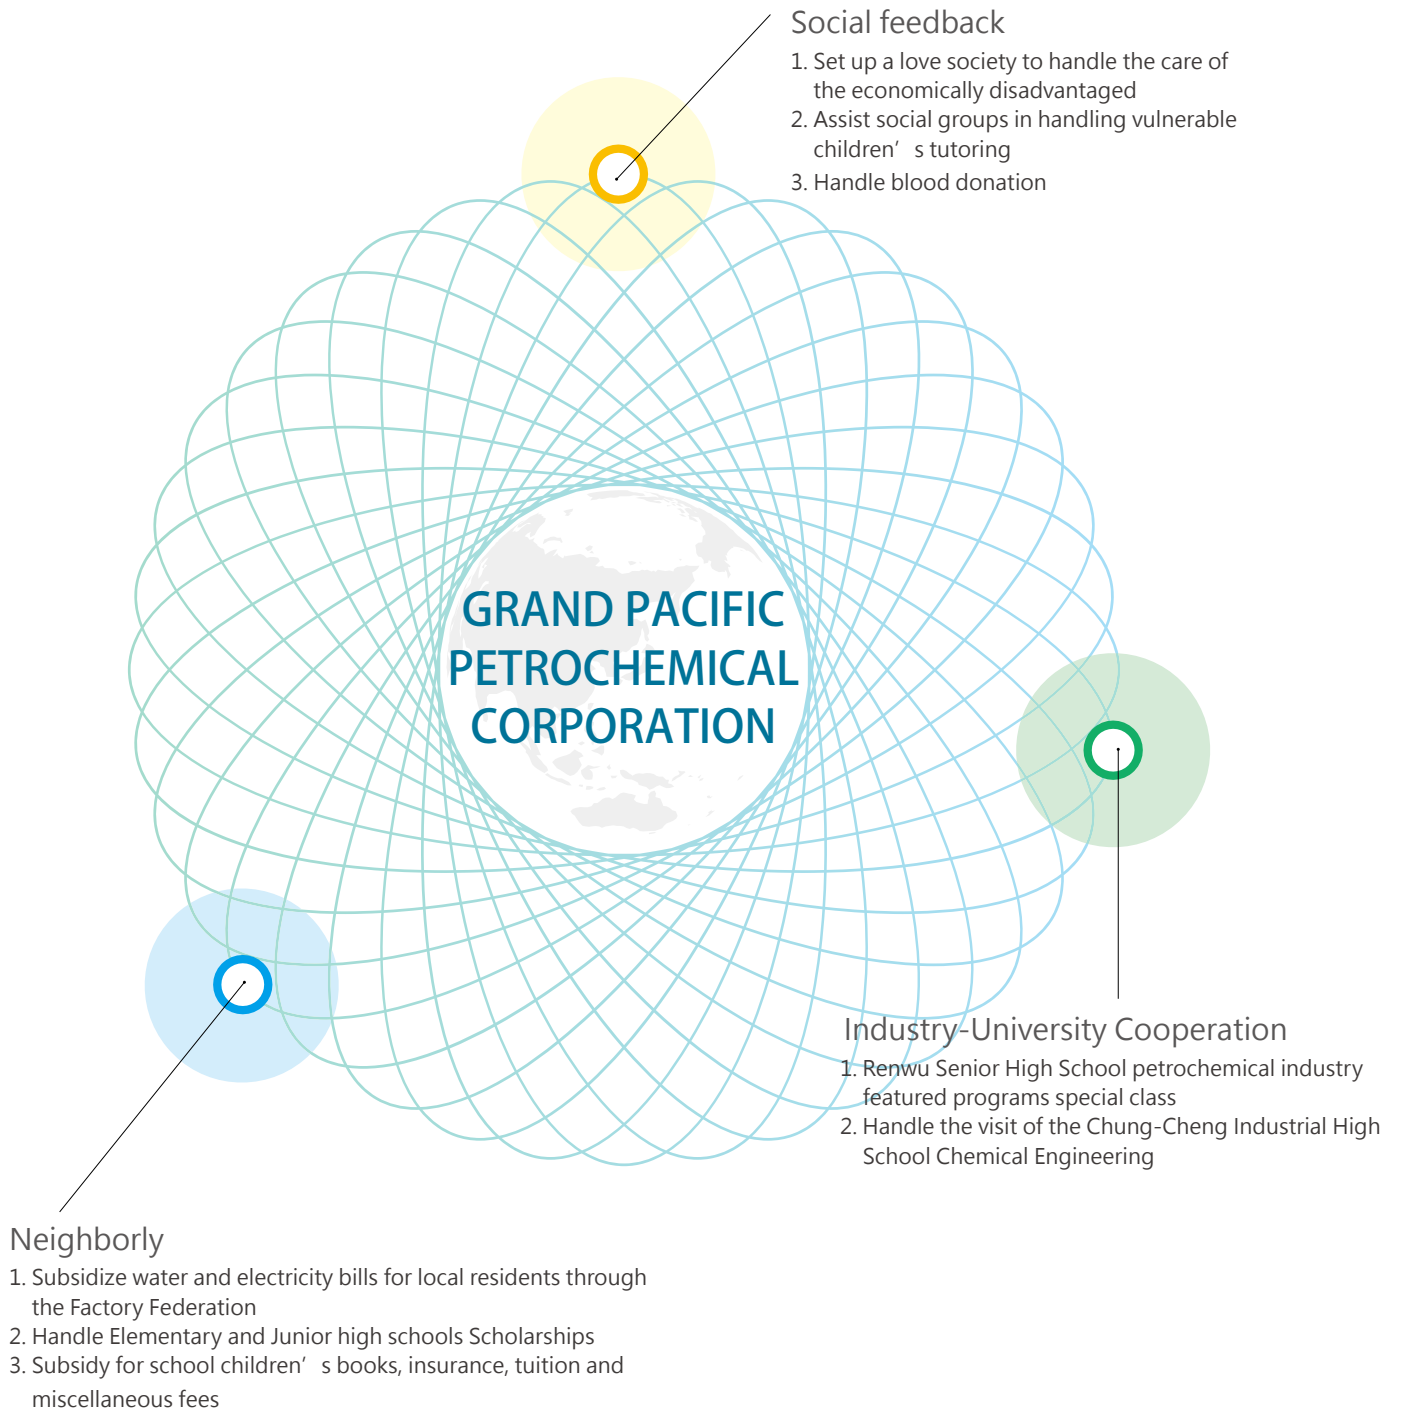 Social feedback
1. Set up a love society to handle the care of
the economically disadvantaged
2. Assist social groups in handling vulnerable
children’ s tutoring
3. Handle blood donation
GRAND PACIFIC
PETROCHEMICAL
CORPORATION
Industry-University Cooperation
1. Renwu Senior High School petrochemical industry
featured programs special class
2. Handle the visit of the Chung-Cheng Industrial High
School Chemical Engineering
Neighborly
1. Subsidize water and electricity bills for local residents through
the Factory Federation
2. Handle Elementary and Junior high schools Scholarships
3. Subsidy for school children’ s books, insurance, tuition and
miscellaneous fees